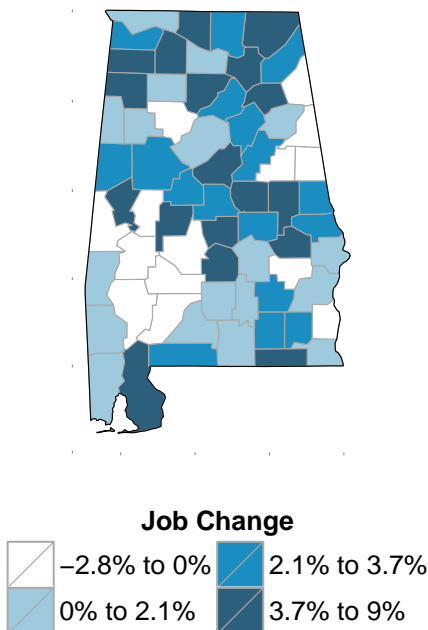 Job Change
−2.8% to 0% 2.1% to 3.7%
0% to 2.1% 3.7% to 9%